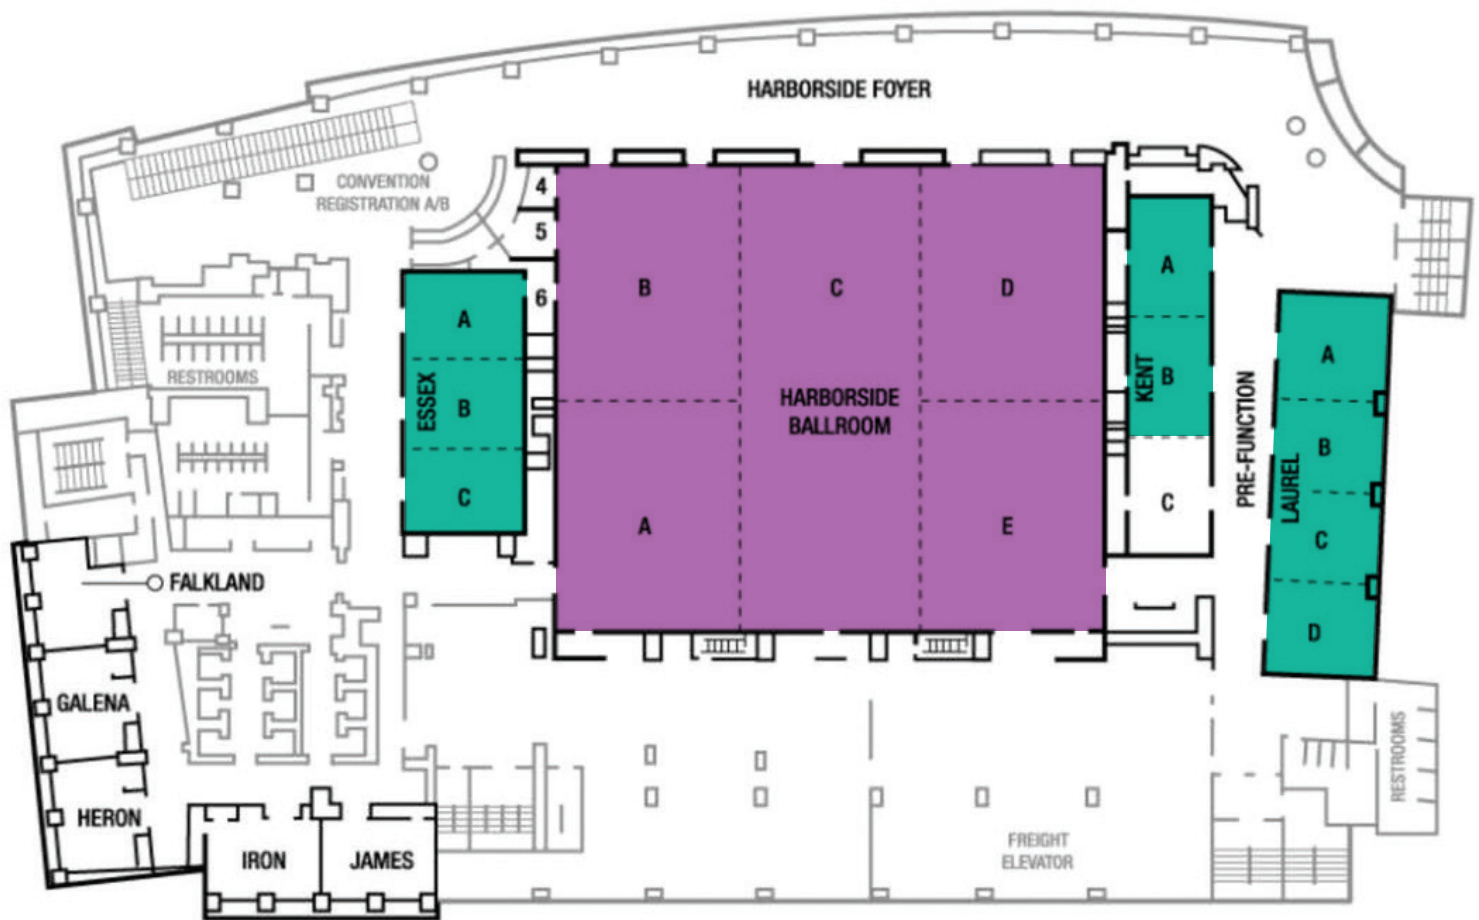 HARBORSIDE FOYER
CONVENTION
REGISTRATION A/B
4
5
6
B
C
D
A
B
C
A
A
B
C
ESSEX
RESTROOMS
HARBORSIDE
BALLROOM
KENT
PRE-FUNCTION
A
B
C
D
LAUREL
A
E
FALKLAND
GALENA
HERON
IRON
JAMES
FREIGHT
ELEVATOR
RESTROOMS